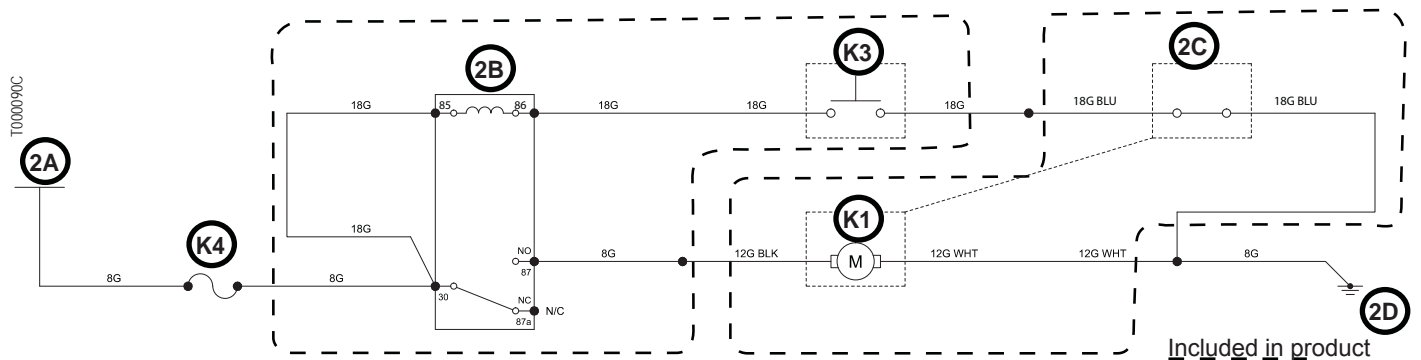 T000090C
2A
K4
8G
8G
2B
18G
85
86
18G
18G
K3
18G
18G BLU
2C
18G BLU
18G
30
NO
87
NC
87a
N/C
8G
12G BLK
K1
M
12G WHT
12G WHT
8G
2D
Included in product